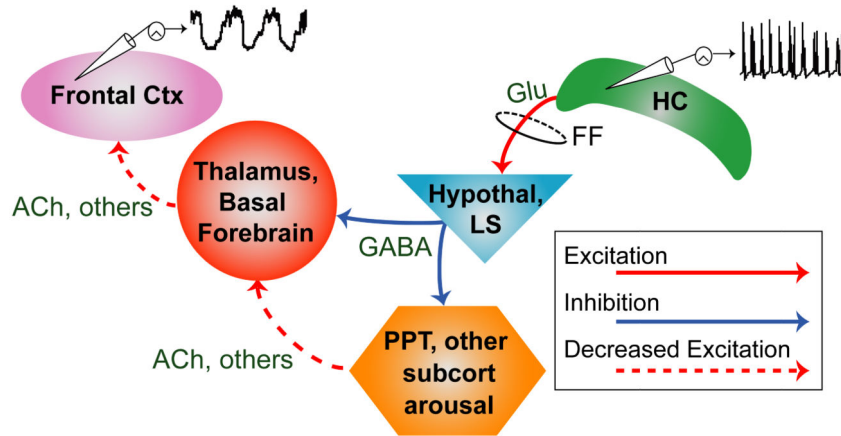 Frontal Ctx
Glu
HC
FF
Thalamus,
Basal
Forebrain
Hypothal,
LS
ACh, others
GABA
Excitation
Inhibition
Decreased Excitation
ACh, others
PPT, other
subcort
arousal